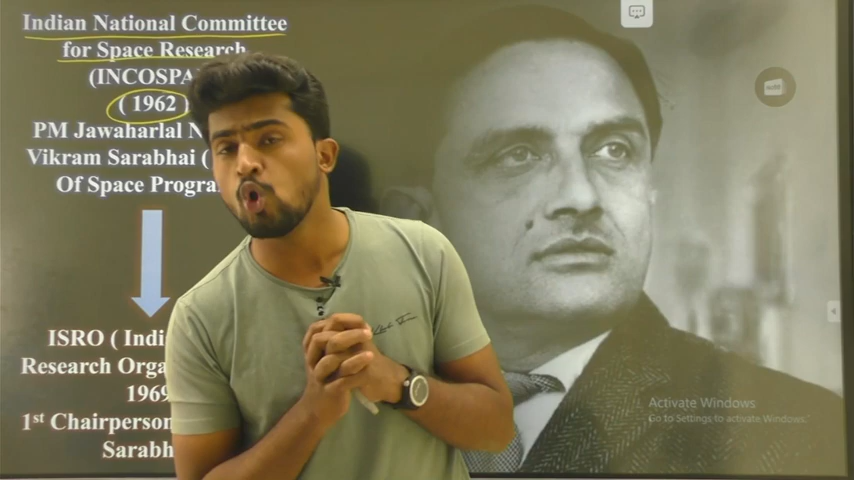 Indian National Committee
for Space Research
(INCOSPA
( 1962 )
PM Jawaharlal N
Vikram Sarabhai (
Of Space Progra
ISRO ( Indi
Research Orga
1969
1st Chairperson
Sarabh
Activate Windows
Go to Settings to activate Windows.